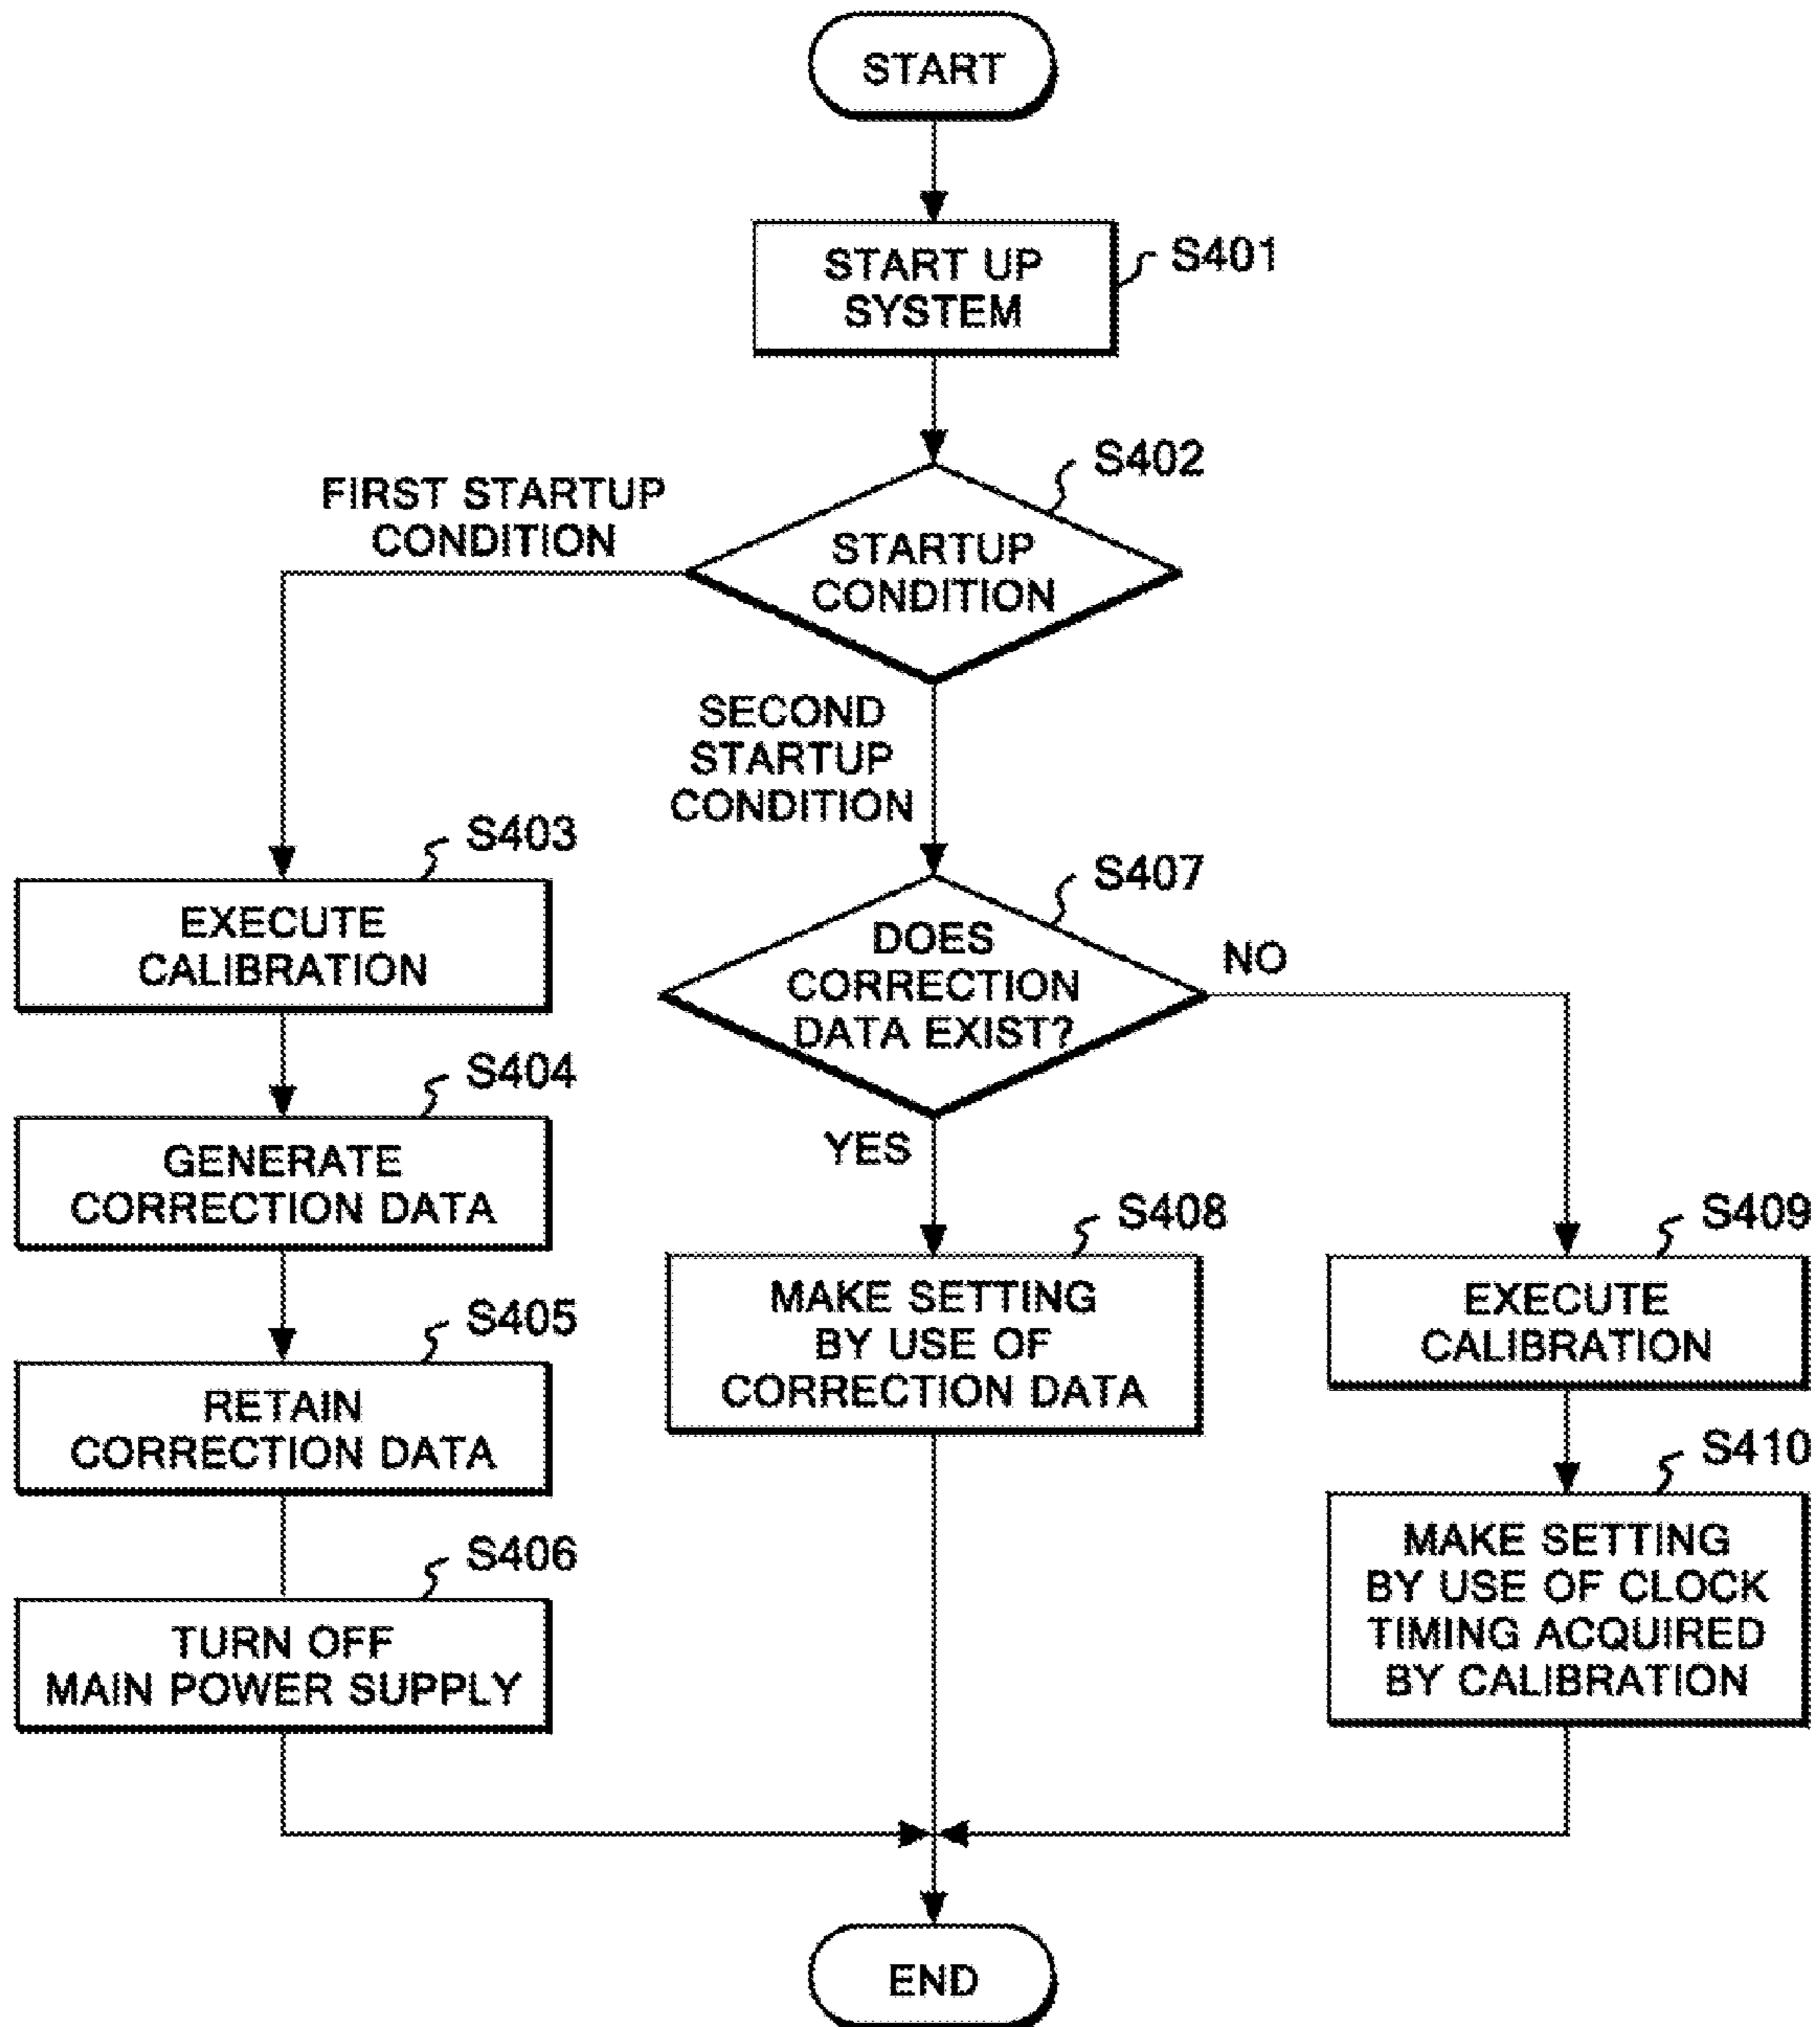 START
START UP
SYSTEM
S401
STARTUP
CONDITION
S402
FIRST STARTUP
CONDITION
SECOND
STARTUP
CONDITION
EXECUTE
CALIBRATION
S403
GENERATE
CORRECTION DATA
S404
RETAIN
CORRECTION DATA
S405
TURN OFF
MAIN POWER SUPPLY
S406
DOES
CORRECTION
DATA EXIST?
S407
NO
YES
MAKE SETTING
BY USE OF
CORRECTION DATA
S408
EXECUTE
CALIBRATION
S409
MAKE SETTING
BY USE OF CLOCK
TIMING ACQUIRED
BY CALIBRATION
S410
END